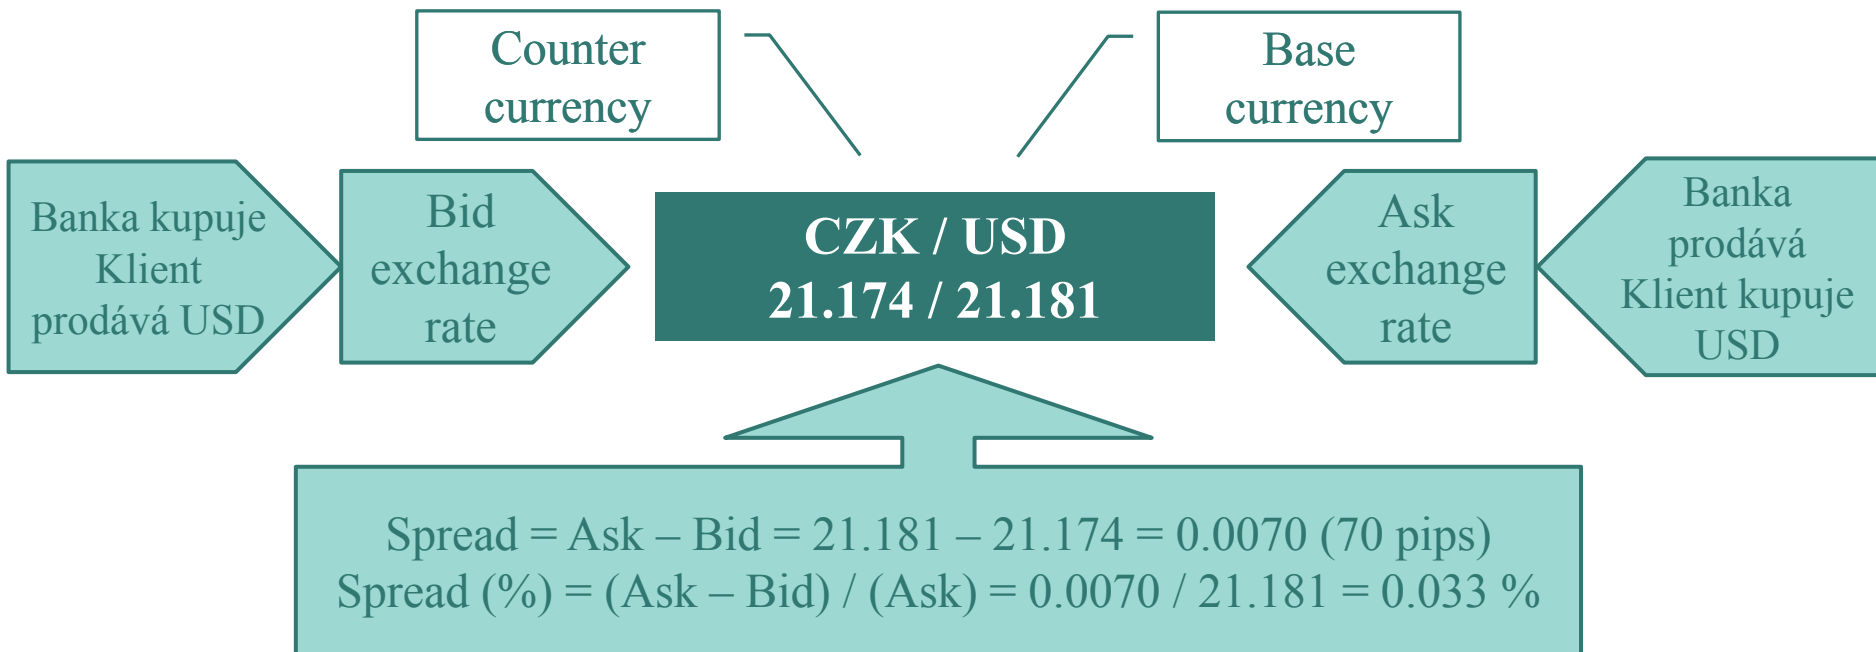 Counter
currency
Base
currency
Banka kupuje
Klient
prodává USD
Bid
exchange
rate
CZK / USD
21.174 / 21.181
Ask
exchange
rate
Banka
prodává
Klient kupuje
USD
Spread = Ask – Bid = 21.181 – 21.174 = 0.0070 (70 pips)
Spread (%) = (Ask – Bid) / (Ask) = 0.0070 / 21.181 = 0.033 %